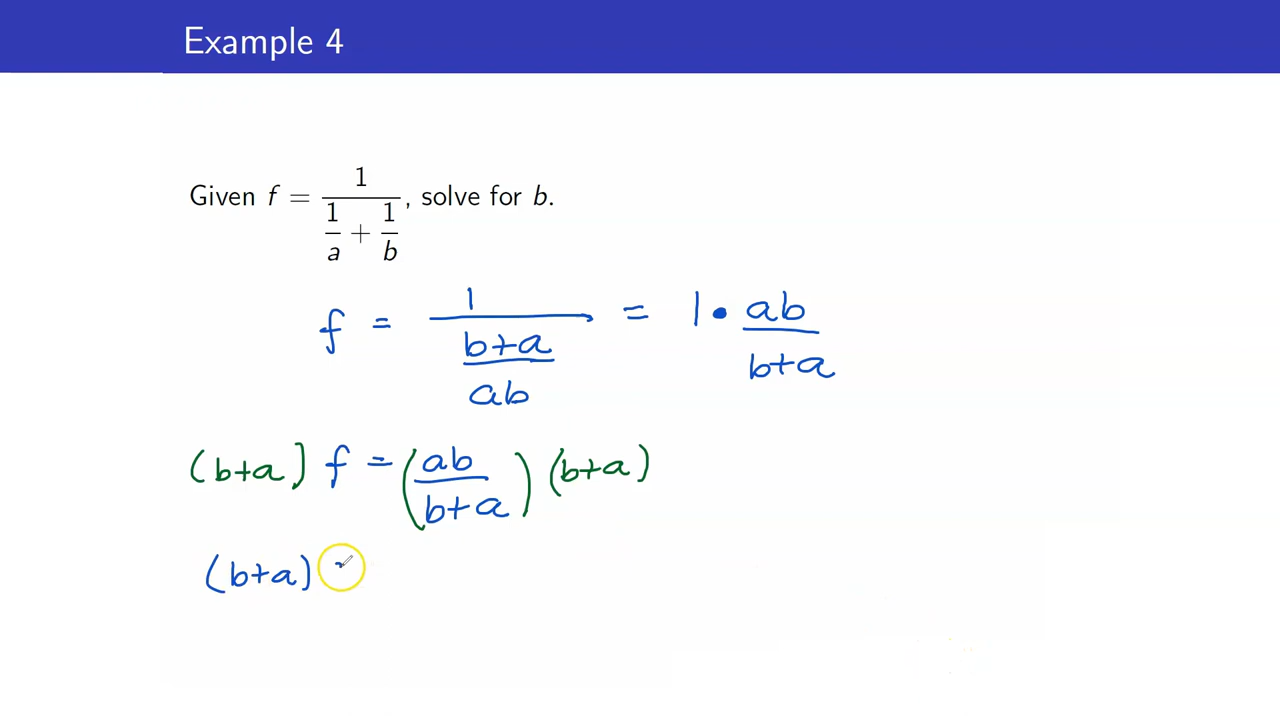 Example 4
Given f = 1 / (1/a + 1/b), solve for b.
f = 1 / ((b+a)/ab) = 1 • ab/(b+a)
(b+a) f = (ab/(b+a)) (b+a)
(b+a)